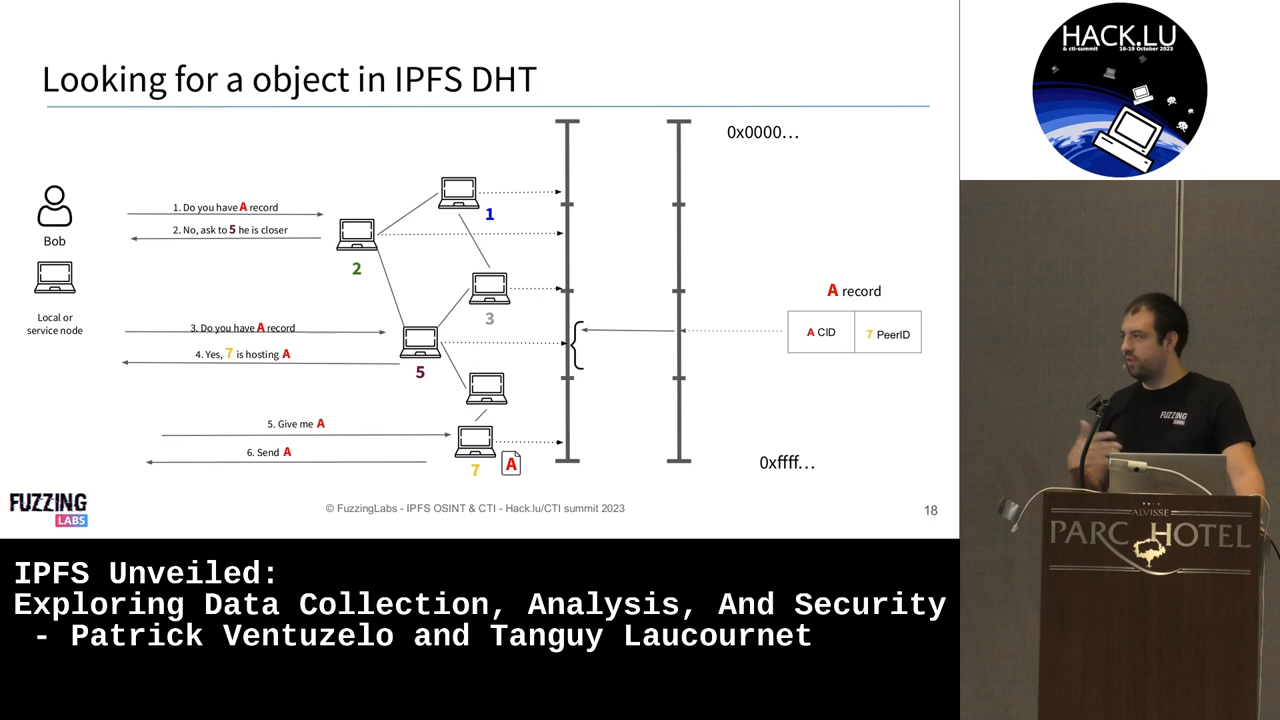 Looking for a object in IPFS DHT
0x0000…
1. Do you have A record
2. No, ask to 5 he is closer
Bob
1
2
3
Local or
service node
3. Do you have A record
4. Yes, 7 is hosting A
5
A record
A CID
7 PeerID
5. Give me A
6. Send A
7
A
0xffff…
FUZZING
LABS
© FuzzingLabs - IPFS OSINT & CTI - Hack.lu/CTI summit 2023
18
HACK.LU
& cti-summit 16-19 October 2023
FUZZING
LABS
ALVISSE
PARC HOTEL
IPFS Unveiled:
Exploring Data Collection, Analysis, And Security
- Patrick Ventuzelo and Tanguy Laucournet